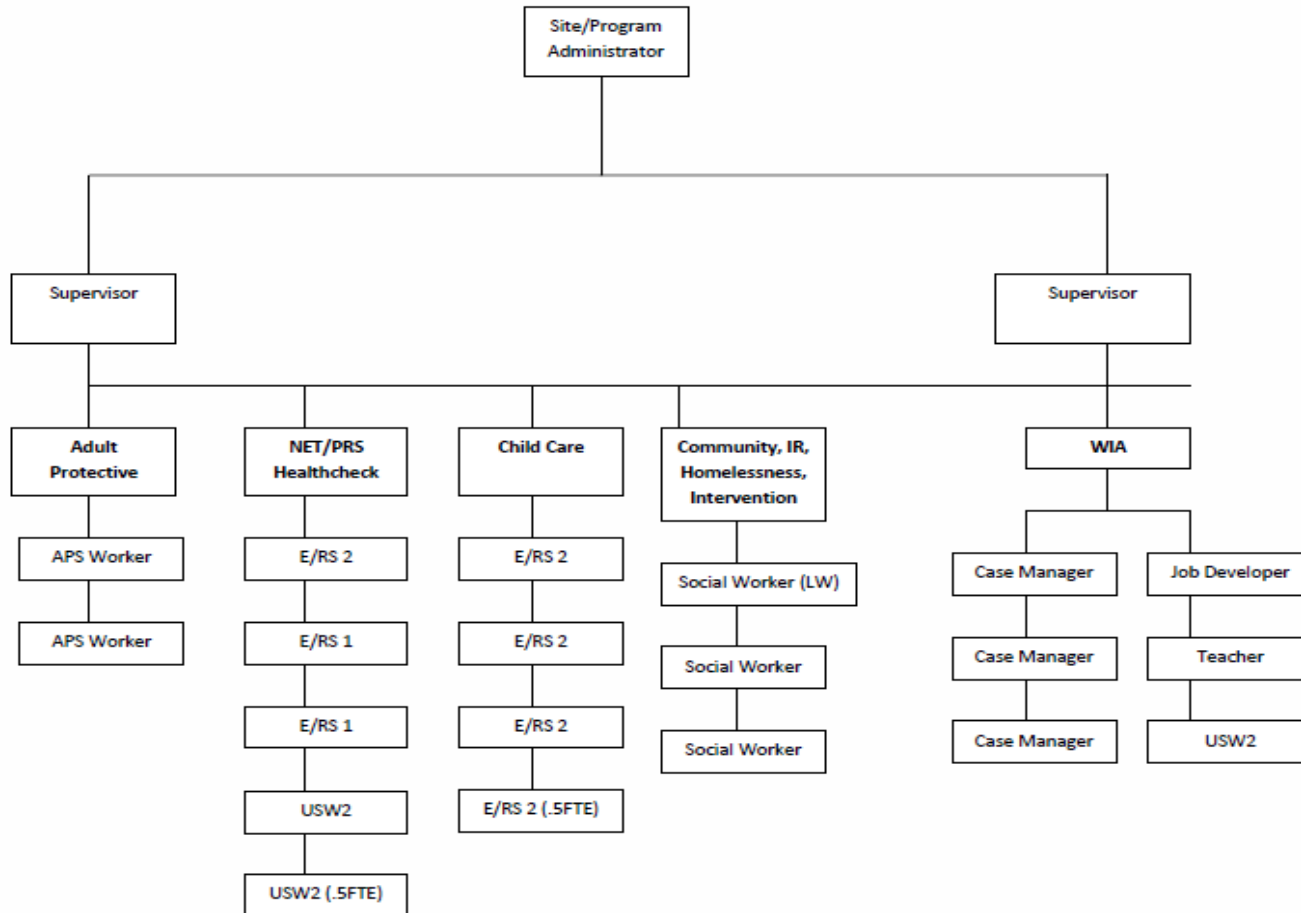 Site/Program
Administrator
Supervisor
Supervisor
Adult
Protective
NET/PRS
Healthcheck
Child Care
Community, IR,
Homelessness,
Intervention
WIA
APS Worker
E/RS 2
E/RS 2
Social Worker (LW)
Case Manager
Job Developer
APS Worker
E/RS 1
E/RS 2
Social Worker
Case Manager
Teacher
E/RS 1
E/RS 2
Social Worker
Case Manager
USW2
USW2
E/RS 2 (.5FTE)
USW2 (.5FTE)